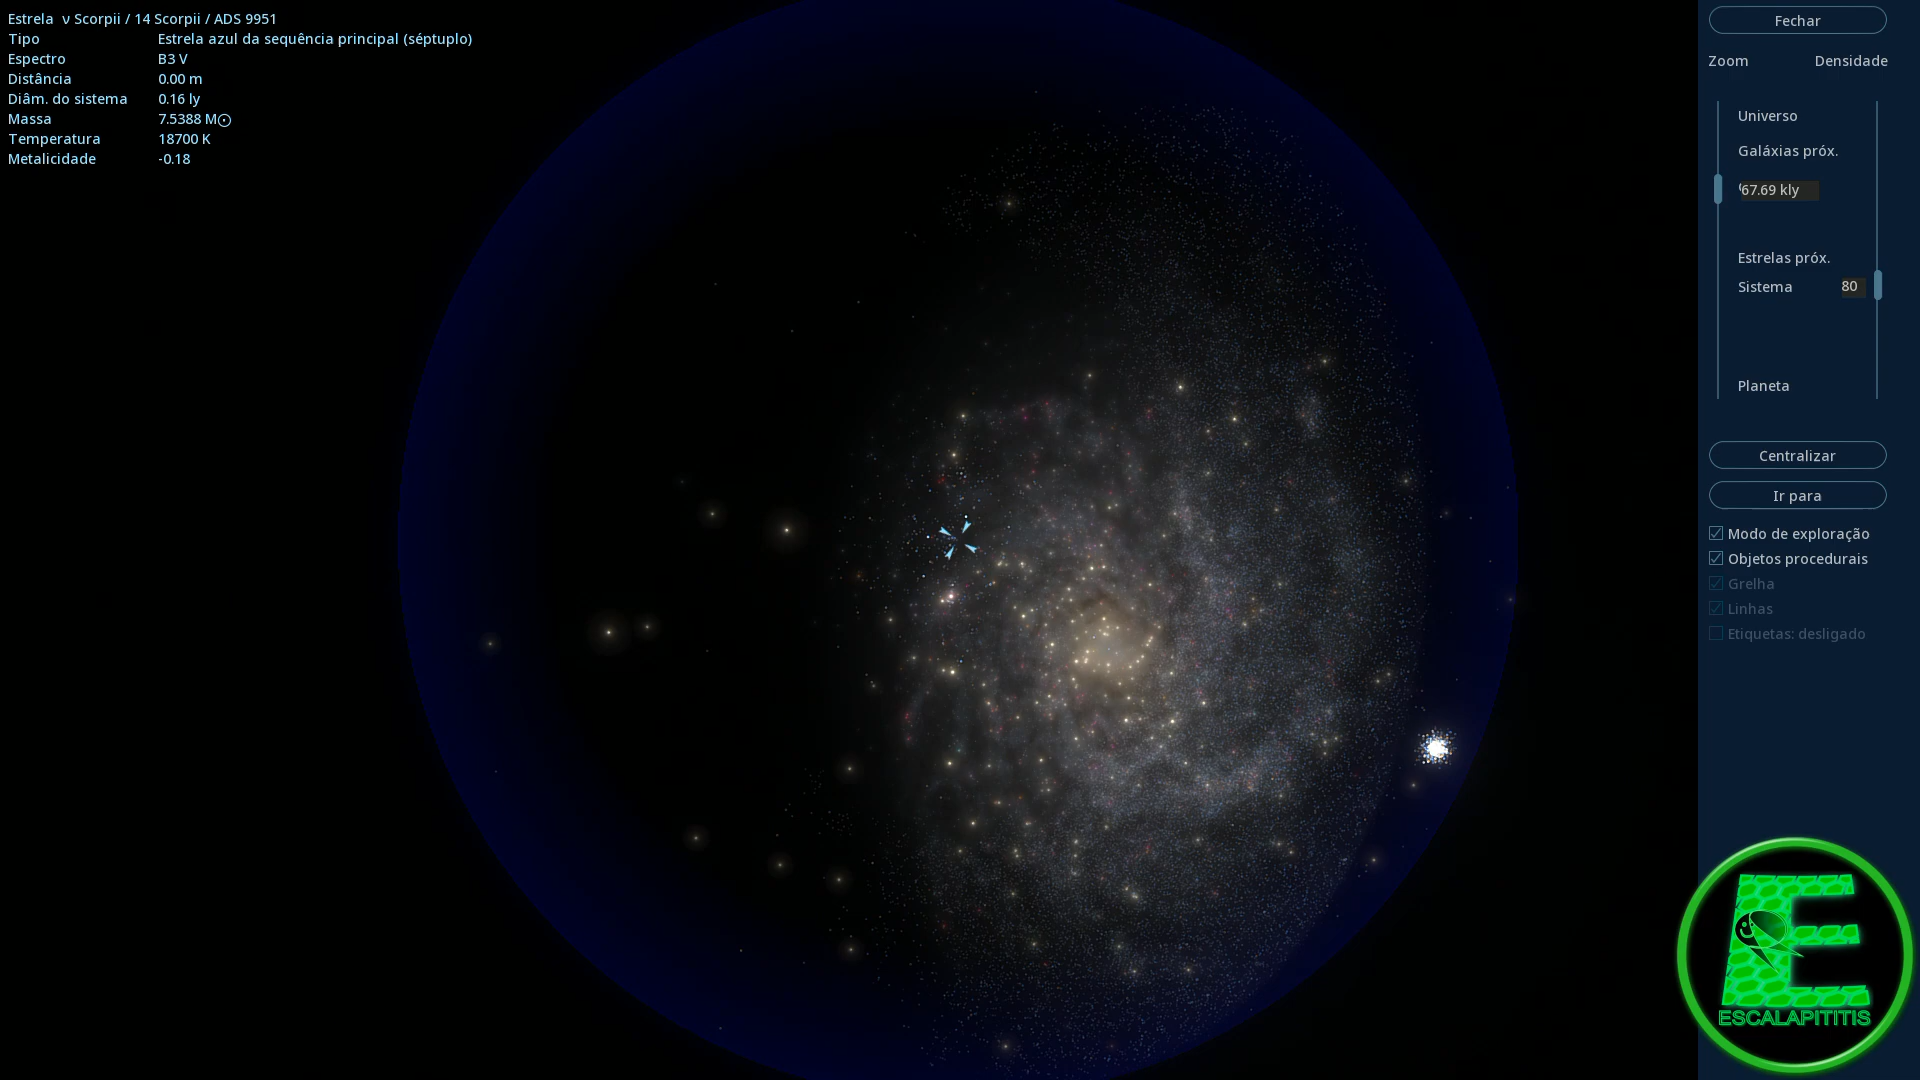 Estrela ν Scorpii / 14 Scorpii / ADS 9951
Tipo Estrela azul da sequência principal (séptuplo)
Espectro B3 V
Distância 0.00 m
Diâm. do sistema 0.16 ly
Massa 7.5388 M☉
Temperatura 18700 K
Metalicidade -0.18
Fechar
Zoom Densidade
Universo
Galáxias próx.
67.69 kly
Estrelas próx.
Sistema 80
Planeta
Centralizar
Ir para
Modo de exploração
Objetos procedurais
Grelha
Linhas
Etiquetas: desligado
E
ESCALAPITITIS